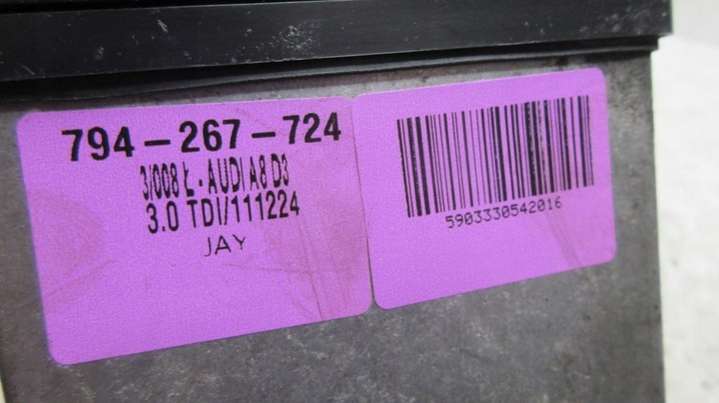 794-267-724
3/008 Ł.AUDI A8 D3
3.0 TDI/111224
JAY
5903330542016